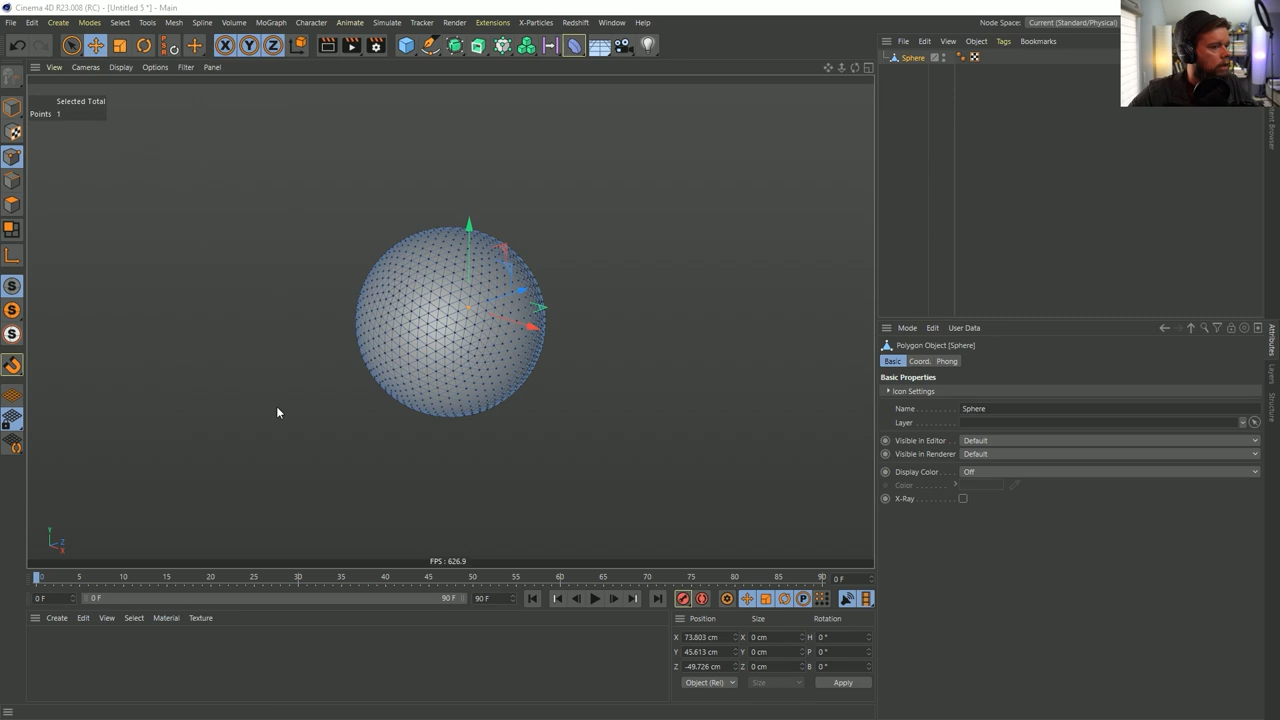 Cinema 4D R23.008 (RC) - [Untitled 5 *] - Main
File Edit Create Modes Select Tools Mesh Spline Volume MoGraph Character Animate Simulate Tracker Render Extensions X-Particles Redshift Window Help
Node Space: Current (Standard/Physical)
X Y Z
File Edit View Object Tags Bookmarks
View Cameras Display Options Filter Panel
Sphere
Selected Total
Points 1
Content Browser
S
S
S
Mode Edit User Data
Polygon Object [Sphere]
Basic Coord. Phong
Basic Properties
Icon Settings
Name Sphere
Layer
Visible in Editor Default
Visible in Renderer Default
Display Color Off
Color
X-Ray
Attributes
Layers
Structure
Y
Z
X
FPS : 626.9
0 5 10 15 20 25 30 35 40 45 50 55 60 65 70 75 80 85 90 0 F
0 F 0 F 90 F 90 F P
Create Edit View Select Material Texture
Position Size Rotation
X 73.803 cm X 0 cm H 0 °
Y 45.613 cm Y 0 cm P 0 °
Z -49.726 cm Z 0 cm B 0 °
Object (Rel) Size Apply